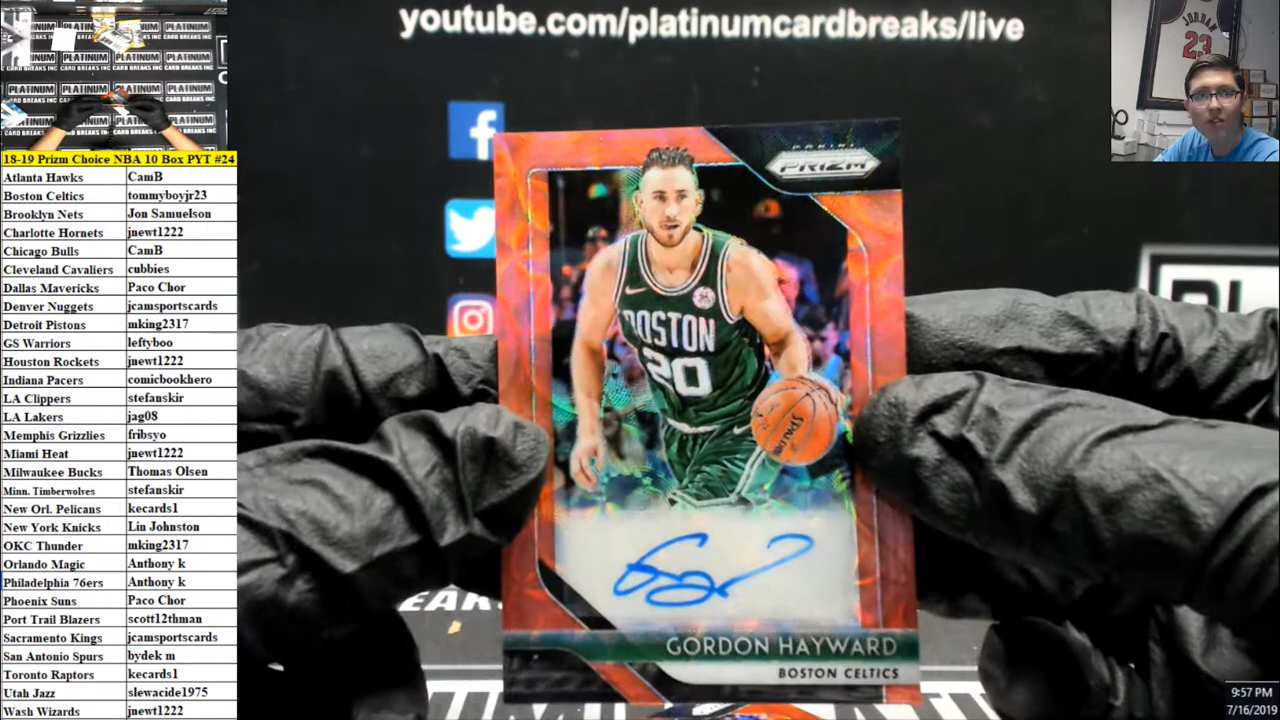 youtube.com/platinumcardbreaks/live
PLATINUM
CARD BREAKS INC
18-19 Prizm Choice NBA 10 Box PYT #24
Atlanta Hawks CamB
Boston Celtics tommyboyjr23
Brooklyn Nets Jon Samuelson
Charlotte Hornets jnewt1222
Chicago Bulls CamB
Cleveland Cavaliers cubbies
Dallas Mavericks Paco Chor
Denver Nuggets jcamsportscards
Detroit Pistons mking2317
GS Warriors leftyboo
Houston Rockets jnewt1222
Indiana Pacers comicbookhero
LA Clippers stefanskir
LA Lakers jag08
Memphis Grizzlies fribsyo
Miami Heat jnewt1222
Milwaukee Bucks Thomas Olsen
Minn. Timberwolves stefanskir
New Orl. Pelicans kecards1
New York Knicks Lin Johnston
OKC Thunder mking2317
Orlando Magic Anthony k
Philadelphia 76ers Anthony k
Phoenix Suns Paco Chor
Port Trail Blazers scott12thman
Sacramento Kings jcamsportscards
San Antonio Spurs bydek m
Toronto Raptors kecards1
Utah Jazz slewacide1975
Wash Wizards jnewt1222
PANINI
PRIZM
BOSTON
20
SPALDING
GORDON HAYWARD
BOSTON CELTICS
JORDAN
23
9:57 PM
7/16/2019